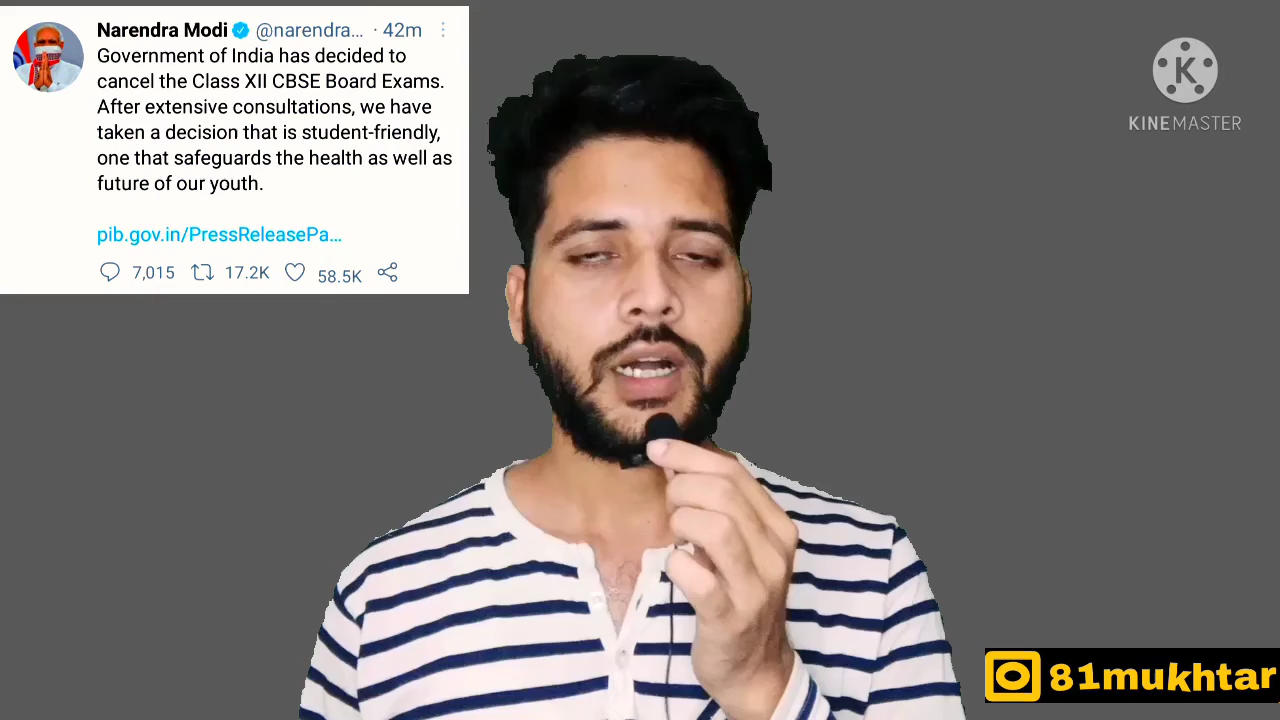 Narendra Modi @narendra... · 42m
Government of India has decided to
cancel the Class XII CBSE Board Exams.
After extensive consultations, we have
taken a decision that is student-friendly,
one that safeguards the health as well as
future of our youth.
pib.gov.in/PressReleasePa...
7,015 17.2K 58.5K
K
KINEMASTER
81mukhtar